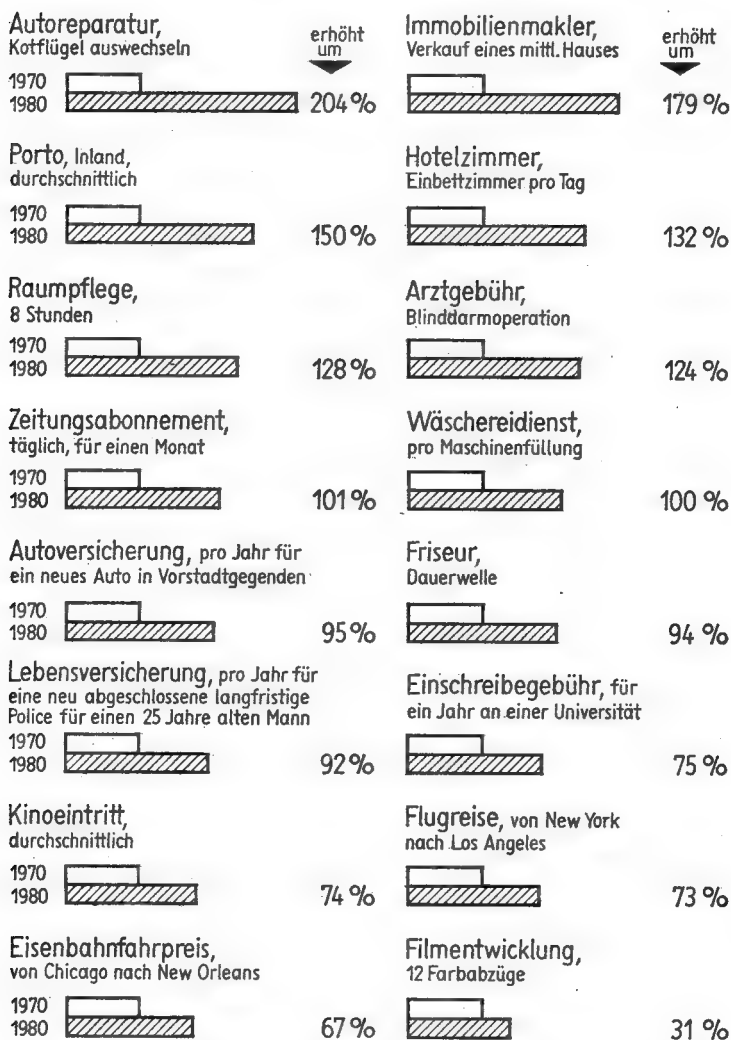 Autoreparatur,
Kotflügel auswechseln
erhöht
um
1970
1980
204%
Immobilienmakler,
Verkauf eines mittl. Hauses
erhöht
um
179%
Porto, Inland,
durchschnittlich
1970
1980
150%
Hotelzimmer,
Einbettzimmer pro Tag
132%
Raumpflege,
8 Stunden
1970
1980
128%
Arztgebühr,
Blinddarmoperation
124%
Zeitungsabonnement,
täglich, für einen Monat
1970
1980
101%
Wäschereidienst,
pro Maschinenfüllung
100%
Autoversicherung, pro Jahr für
ein neues Auto in Vorstadtgegenden
1970
1980
95%
Friseur,
Dauerwelle
94%
Lebensversicherung, pro Jahr für
eine neu abgeschlossene langfristige
Police für einen 25 Jahre alten Mann
1970
1980
92%
Einschreibegebühr, für
ein Jahr an einer Universität
75%
Kinoeintritt,
durchschnittlich
1970
1980
74%
Flugreise, von New York
nach Los Angeles
73%
Eisenbahnfahrpreis,
von Chicago nach New Orleans
1970
1980
67%
Filmentwicklung,
12 Farbabzüge
31%